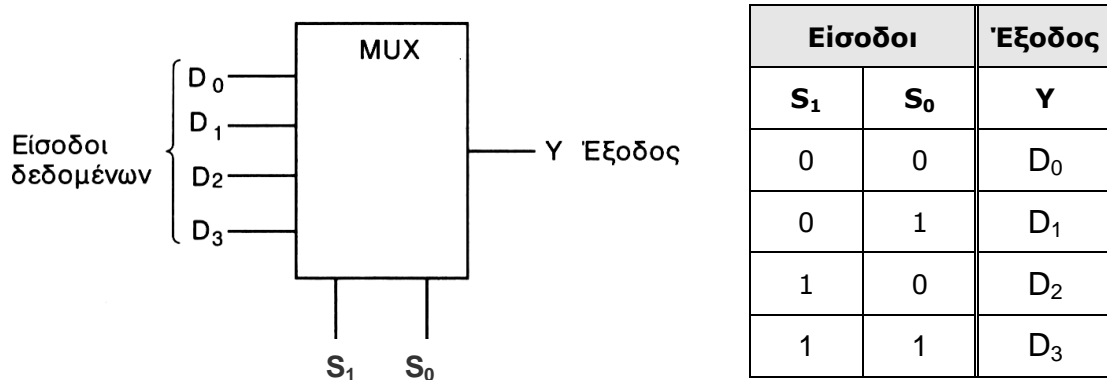 MUX
D₀
D₁
Είσοδοι
δεδομένων
D₂
D₃
Y Έξοδος
S₁ S₀
Είσοδοι Έξοδος
S₁ S₀ Y
0 0 D₀
0 1 D₁
1 0 D₂
1 1 D₃